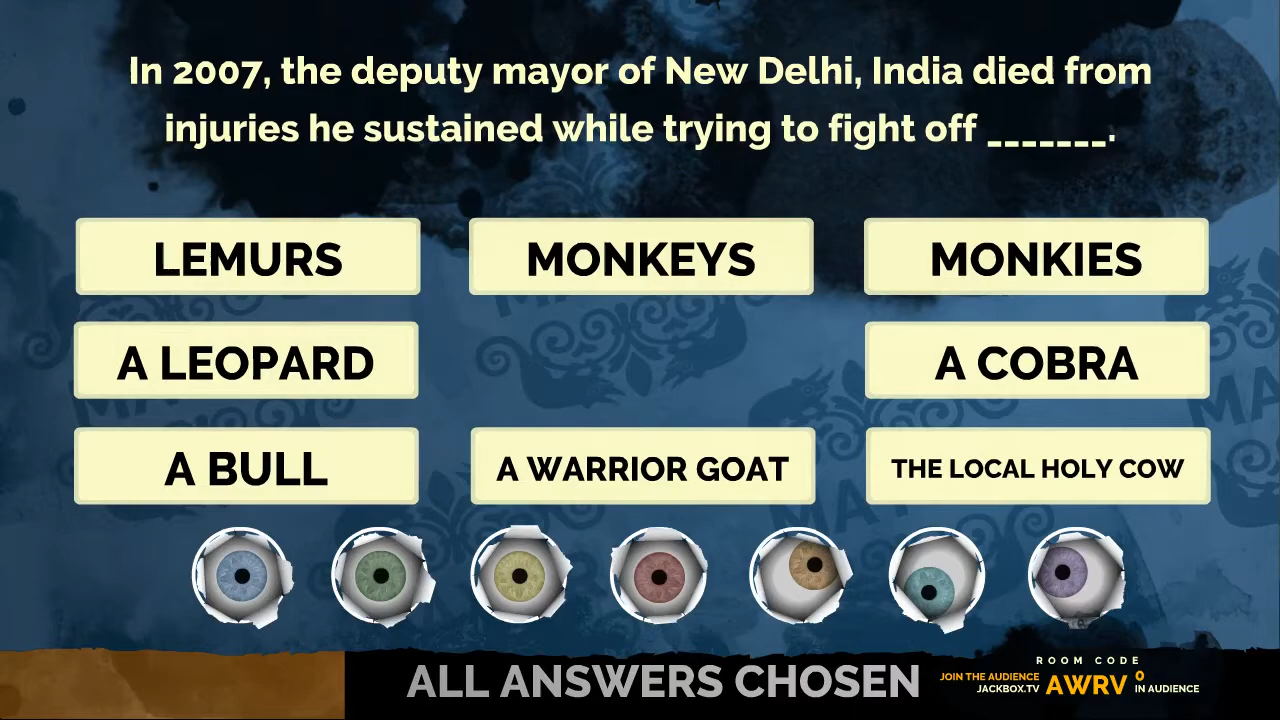 In 2007, the deputy mayor of New Delhi, India died from
injuries he sustained while trying to fight off _______.
LEMURS
MONKEYS
MONKIES
A LEOPARD
A COBRA
A BULL
A WARRIOR GOAT
THE LOCAL HOLY COW
ALL ANSWERS CHOSEN
ROOM CODE
JOIN THE AUDIENCE
JACKBOX.TV
AWRV
0
IN AUDIENCE